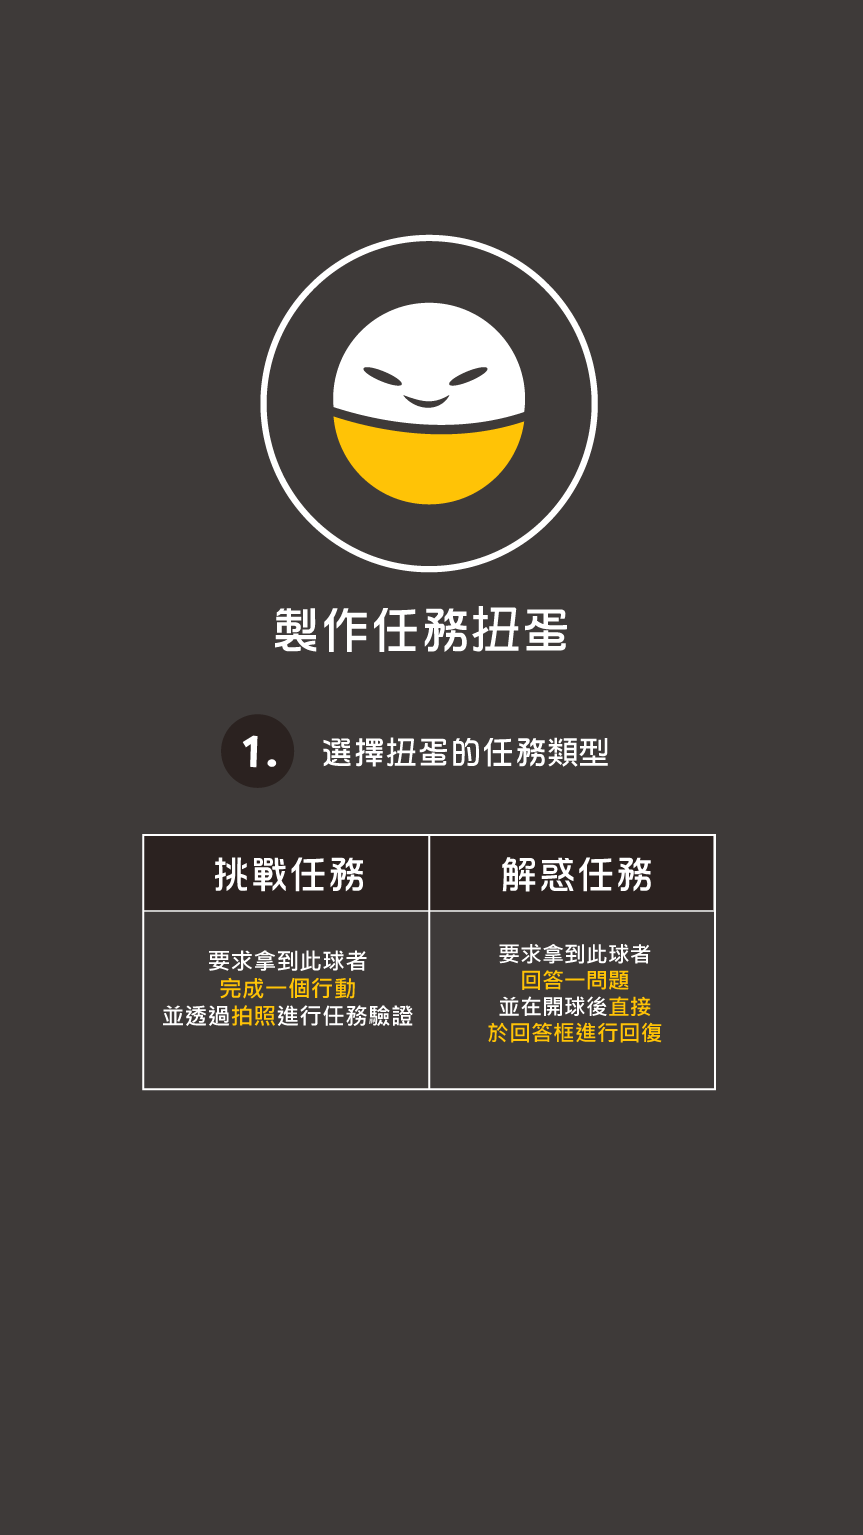 製作任務扭蛋
1. 選擇扭蛋的任務類型
挑戰任務
要求拿到此球者
完成一個行動
並透過拍照進行任務驗證
解惑任務
要求拿到此球者
回答一問題
並在開球後直接
於回答框進行回復